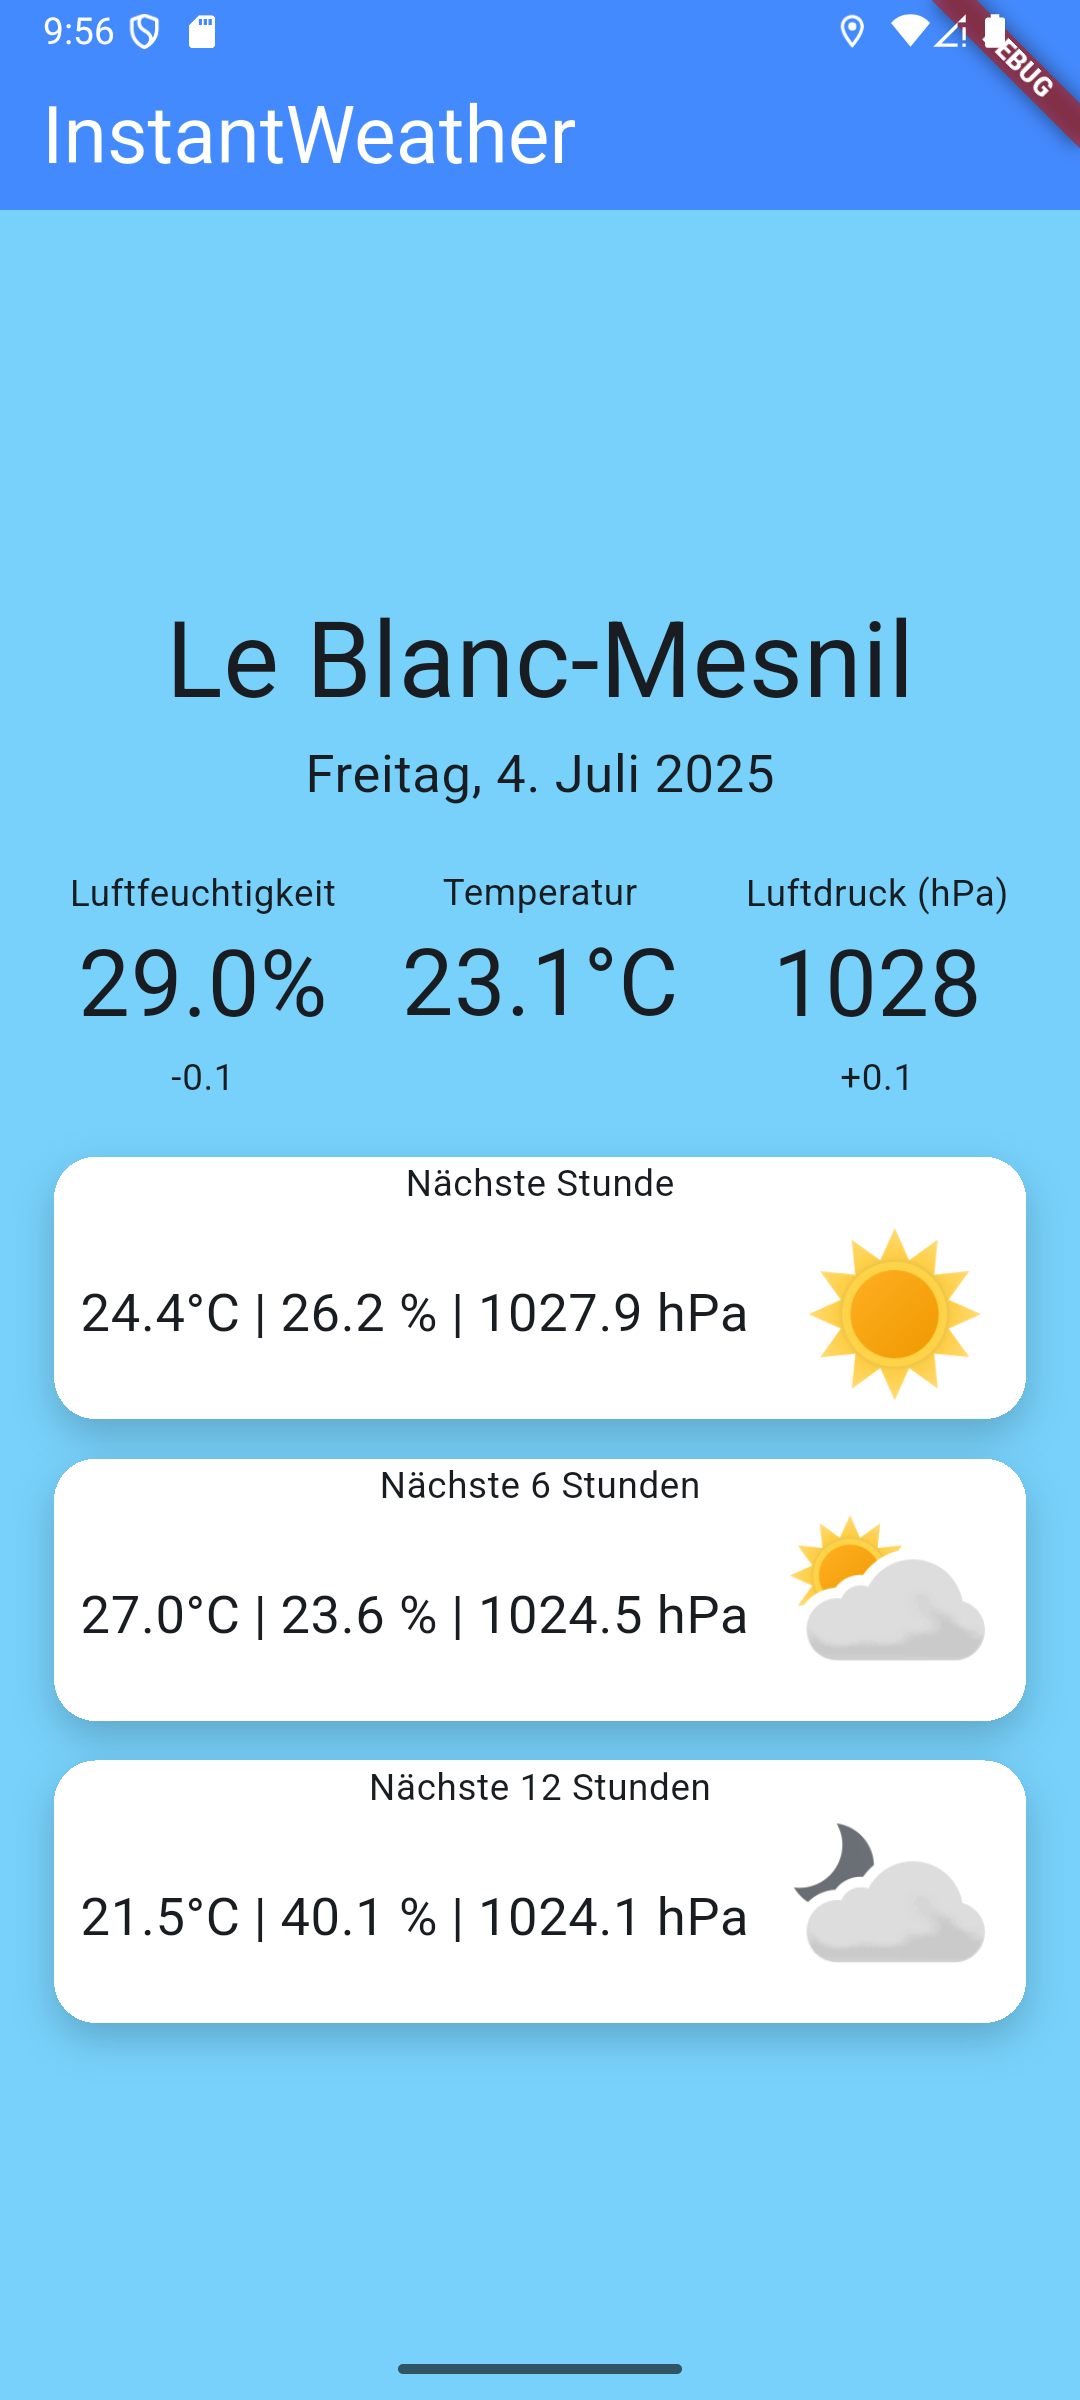 9:56
InstantWeather
Le Blanc-Mesnil
Freitag, 4. Juli 2025
Luftfeuchtigkeit Temperatur Luftdruck (hPa)
29.0% 23.1°C 1028
-0.1 +0.1
Nächste Stunde
24.4°C | 26.2 % | 1027.9 hPa
Nächste 6 Stunden
27.0°C | 23.6 % | 1024.5 hPa
Nächste 12 Stunden
21.5°C | 40.1 % | 1024.1 hPa